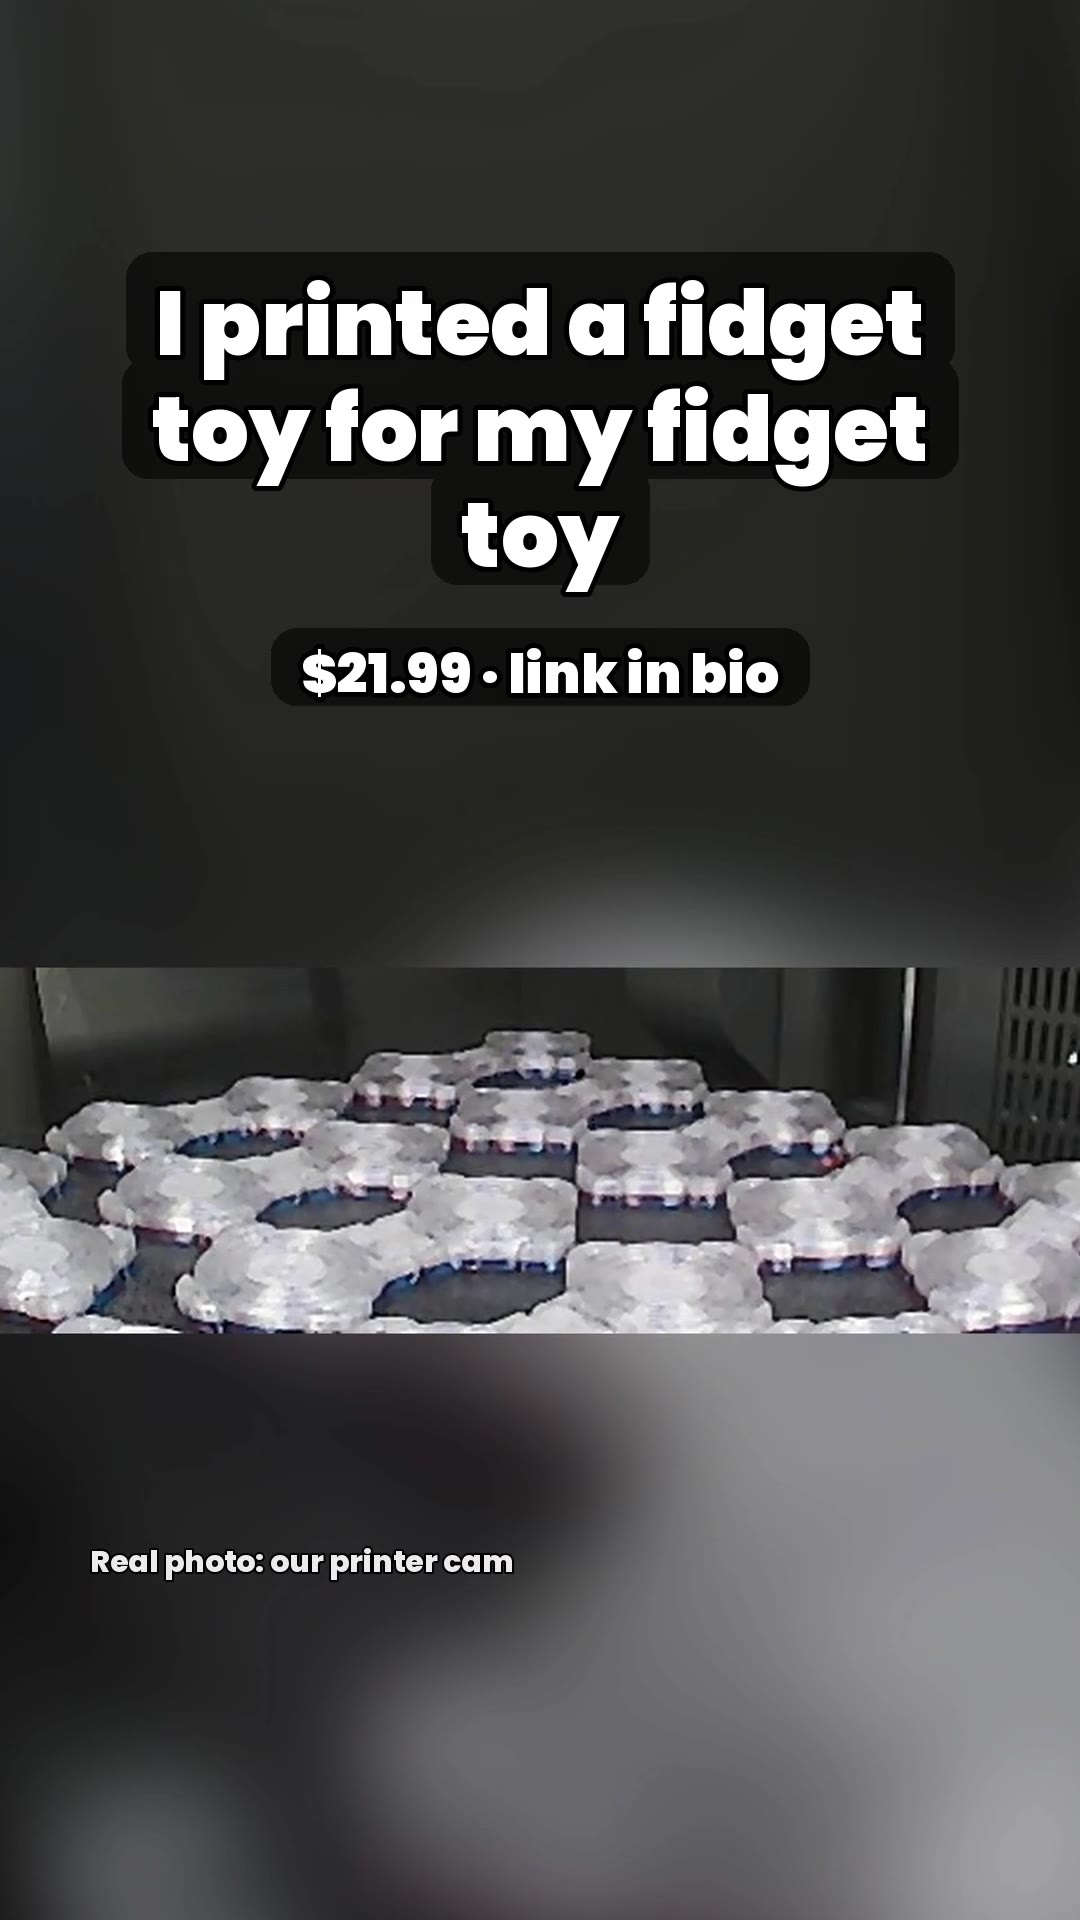 I printed a fidget
toy for my fidget
toy
$21.99 · link in bio
Real photo: our printer cam